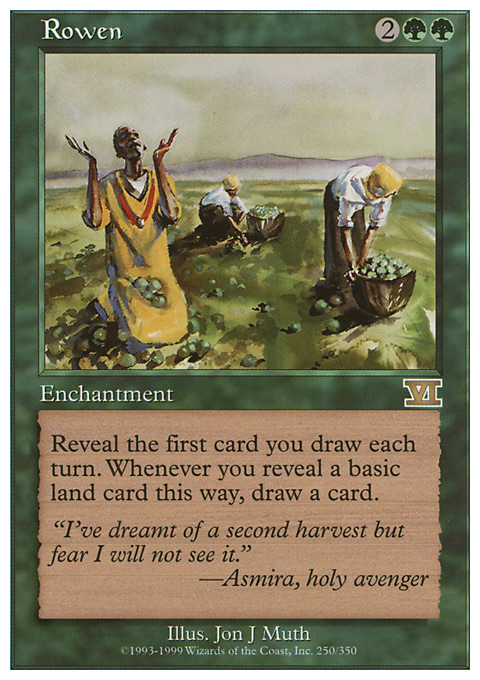 Rowen
2
Enchantment
VI
Reveal the first card you draw each
turn. Whenever you reveal a basic
land card this way, draw a card.
“I've dreamt of a second harvest but
fear I will not see it.”
—Asmira, holy avenger
Illus. Jon J Muth
©1993-1999 Wizards of the Coast, Inc. 250/350